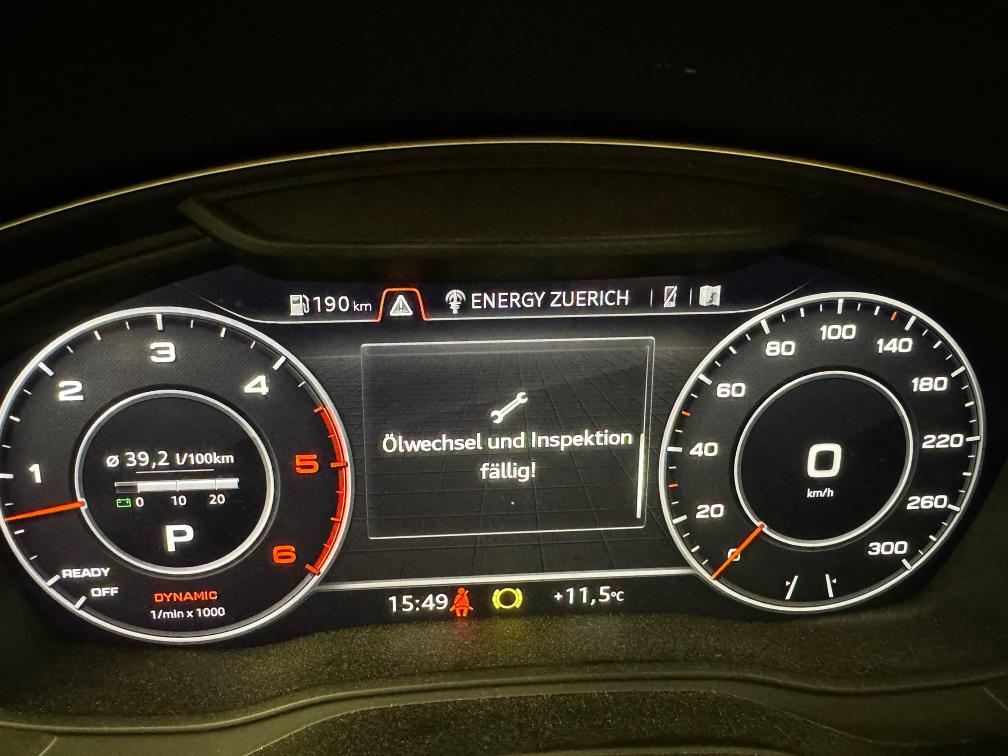 190 km
ENERGY ZUERICH
Ölwechsel und Inspektion
fällig!
1
2
3
4
5
6
ø 39,2 l/100km
0 10 20
P
READY
OFF
DYNAMIC
1/min x 1000
0
20
40
60
80
100
140
180
220
260
300
0
km/h
15:49
+11,5°C